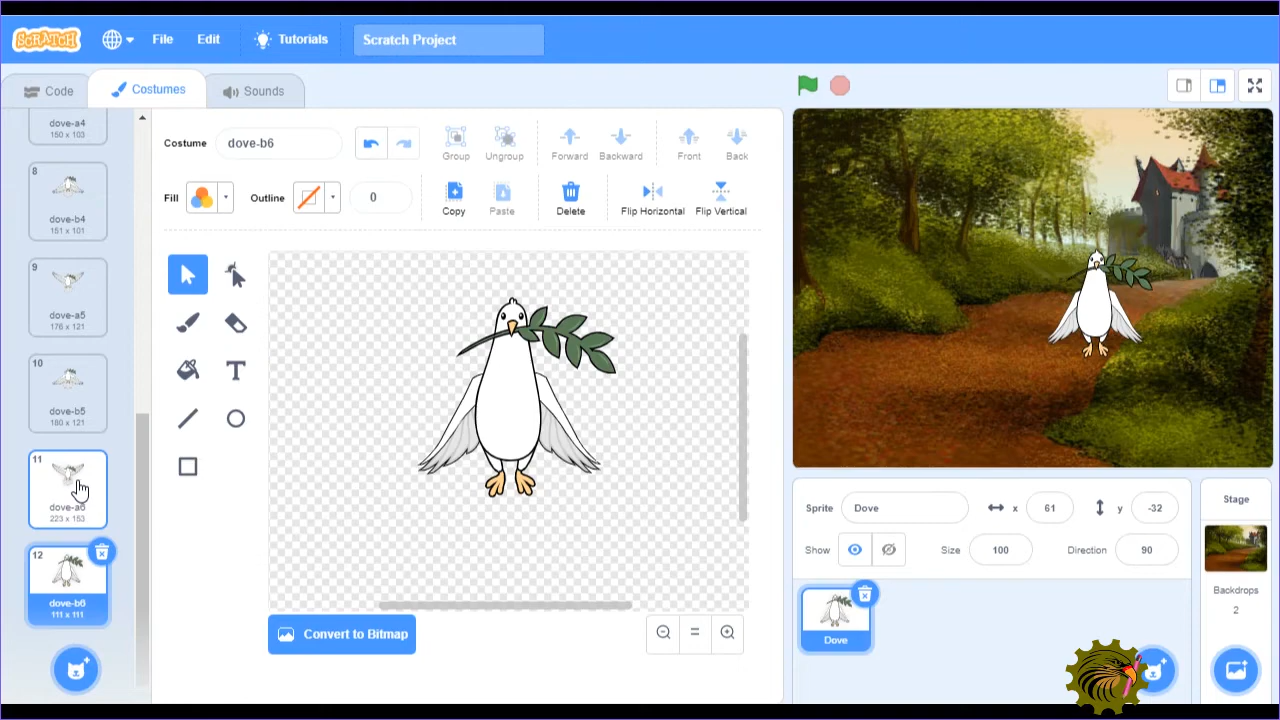 SCRATCH File Edit Tutorials Scratch Project
Code Costumes Sounds
dove-a4
150 x 103
8
dove-b4
151 x 101
9
dove-a5
176 x 121
10
dove-b5
180 x 121
11
dove-a6
223 x 153
12
dove-b6
111 x 111
Costume dove-b6
Group Ungroup Forward Backward Front Back
Fill Outline 0
Copy Paste Delete Flip Horizontal Flip Vertical
T
Convert to Bitmap
Sprite Dove x 61 y -32
Show Size 100 Direction 90
Dove
Stage
Backdrops
2